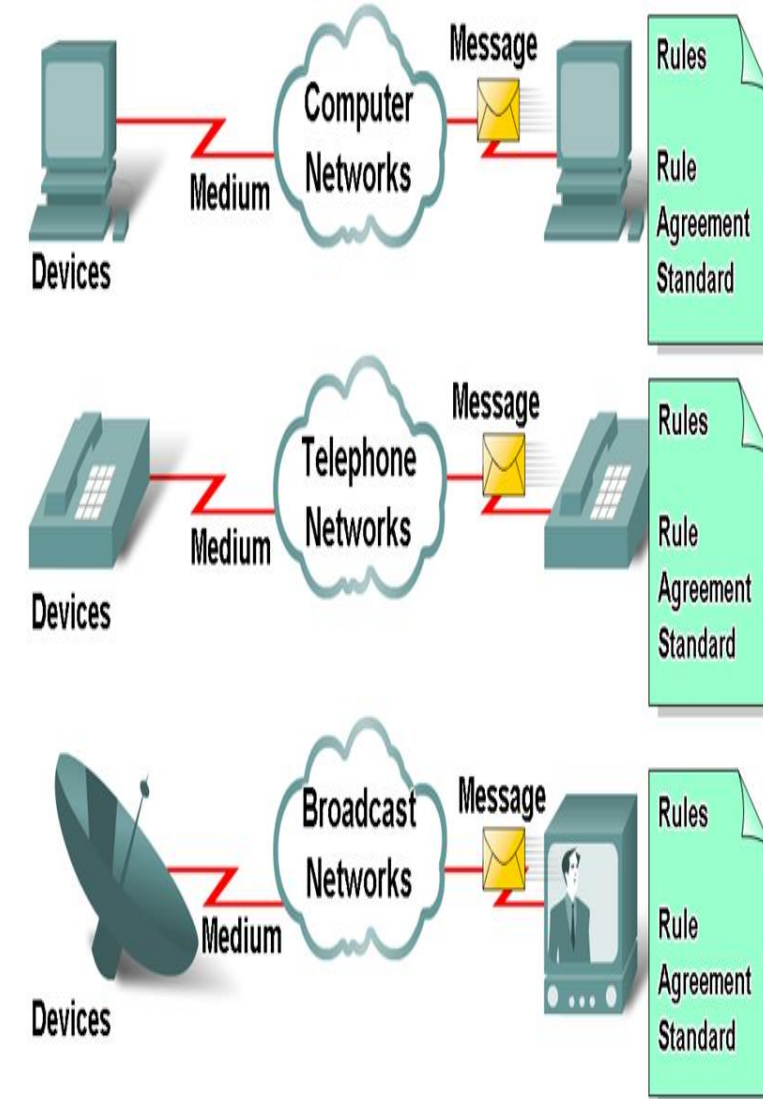 Message
Computer
Networks
Medium
Devices
Rules
Rule
Agreement
Standard
Message
Telephone
Networks
Medium
Devices
Rules
Rule
Agreement
Standard
Message
Broadcast
Networks
Medium
Devices
Rules
Rule
Agreement
Standard